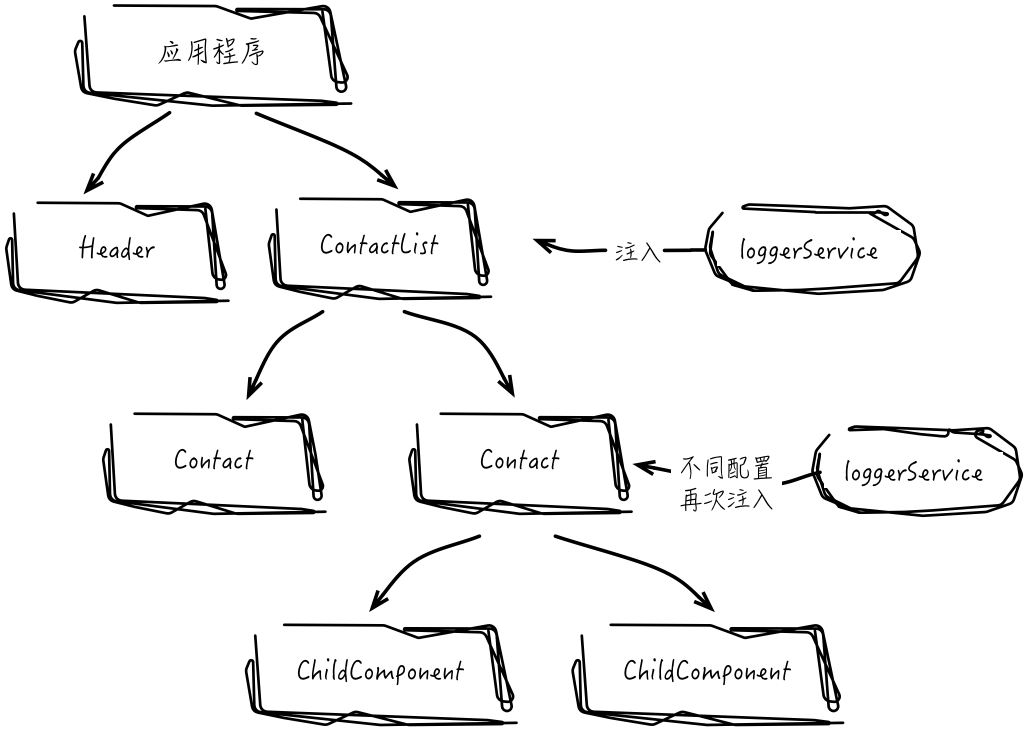 应用程序
Header
ContactList
注入
loggerService
Contact
Contact
不同配置
再次注入
loggerService
ChildComponent
ChildComponent